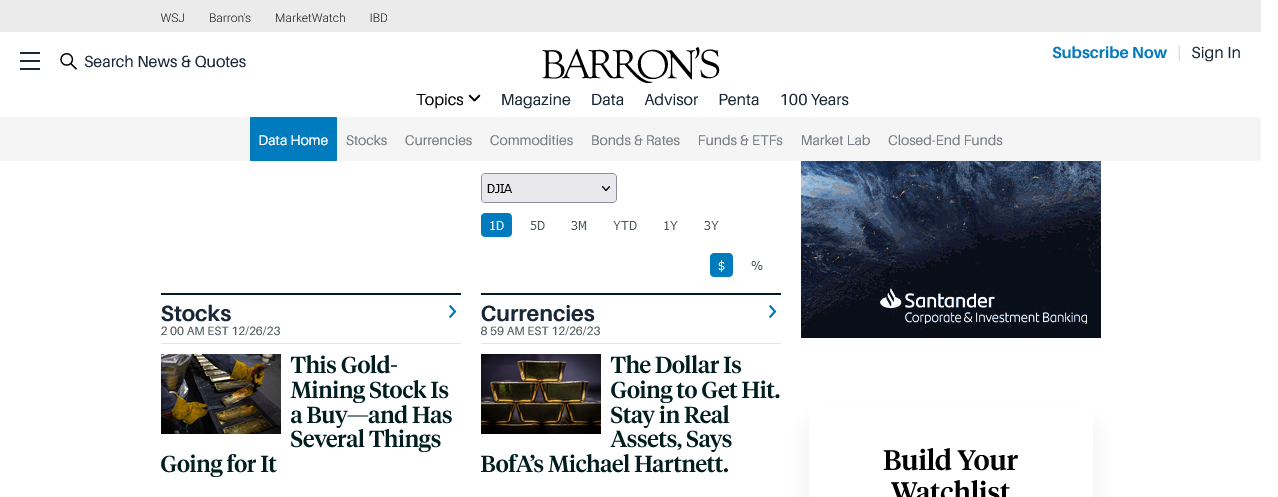 WSJ Barron's MarketWatch IBD
Search News & Quotes
BARRON'S
Subscribe Now Sign In
Topics Magazine Data Advisor Penta 100 Years
Data Home Stocks Currencies Commodities Bonds & Rates Funds & ETFs Market Lab Closed-End Funds
DJIA
1D 5D 3M YTD 1Y 3Y
$ %
Stocks
2 00 AM EST 12/26/23
This Gold-
Mining Stock Is
a Buy—and Has
Several Things
Going for It
Currencies
8 59 AM EST 12/26/23
The Dollar Is
Going to Get Hit.
Stay in Real
Assets, Says
BofA's Michael Hartnett.
Santander
Corporate & Investment Banking
Build Your
Watchlist